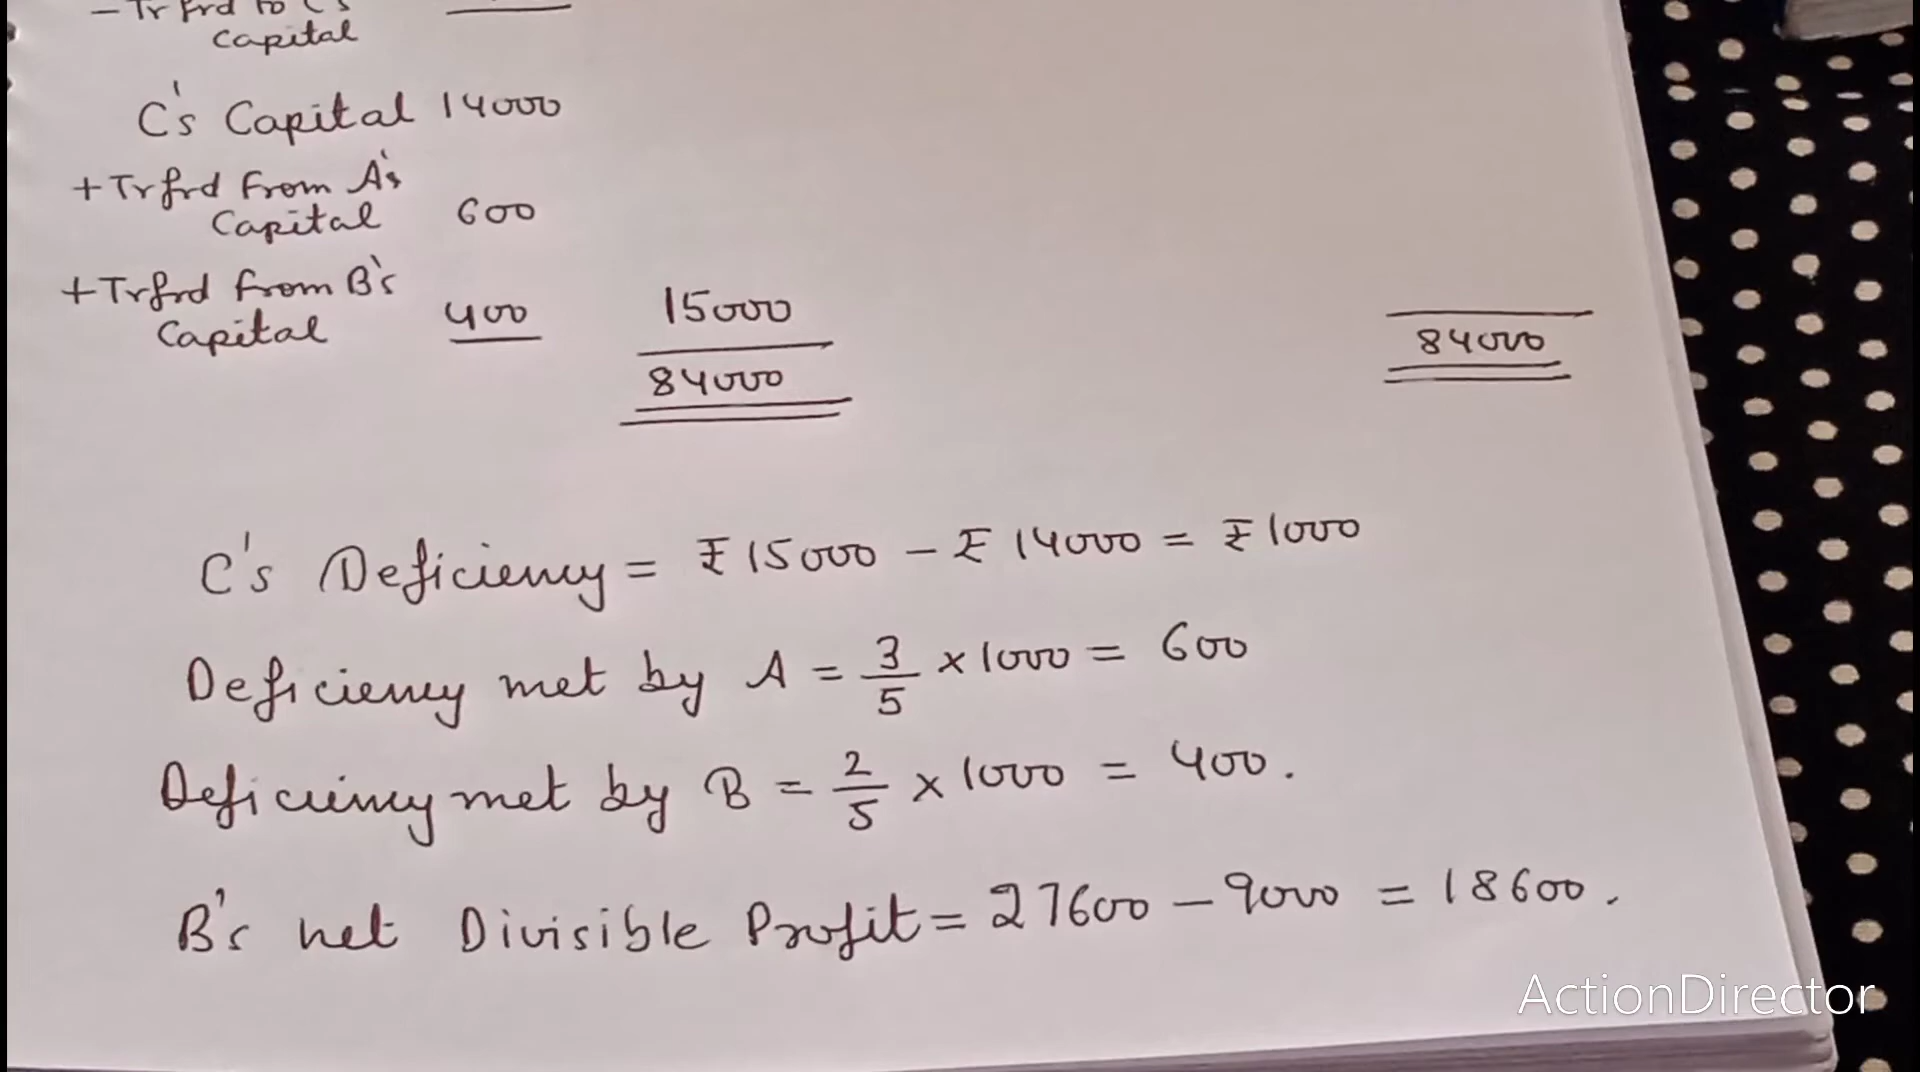 - Trfrd to C's
Capital
C's Capital 14000
+Trfrd From A's
Capital 600
+Trfrd from B's
Capital 400 15000
84000 84000
C's Deficiency = ₹15000 - ₹14000 = ₹1000
Deficiency met by A = 3/5 × 1000 = 600
Deficiency met by B = 2/5 × 1000 = 400.
B's net Divisible Profit = 27600 - 9000 = 18600.
ActionDirector